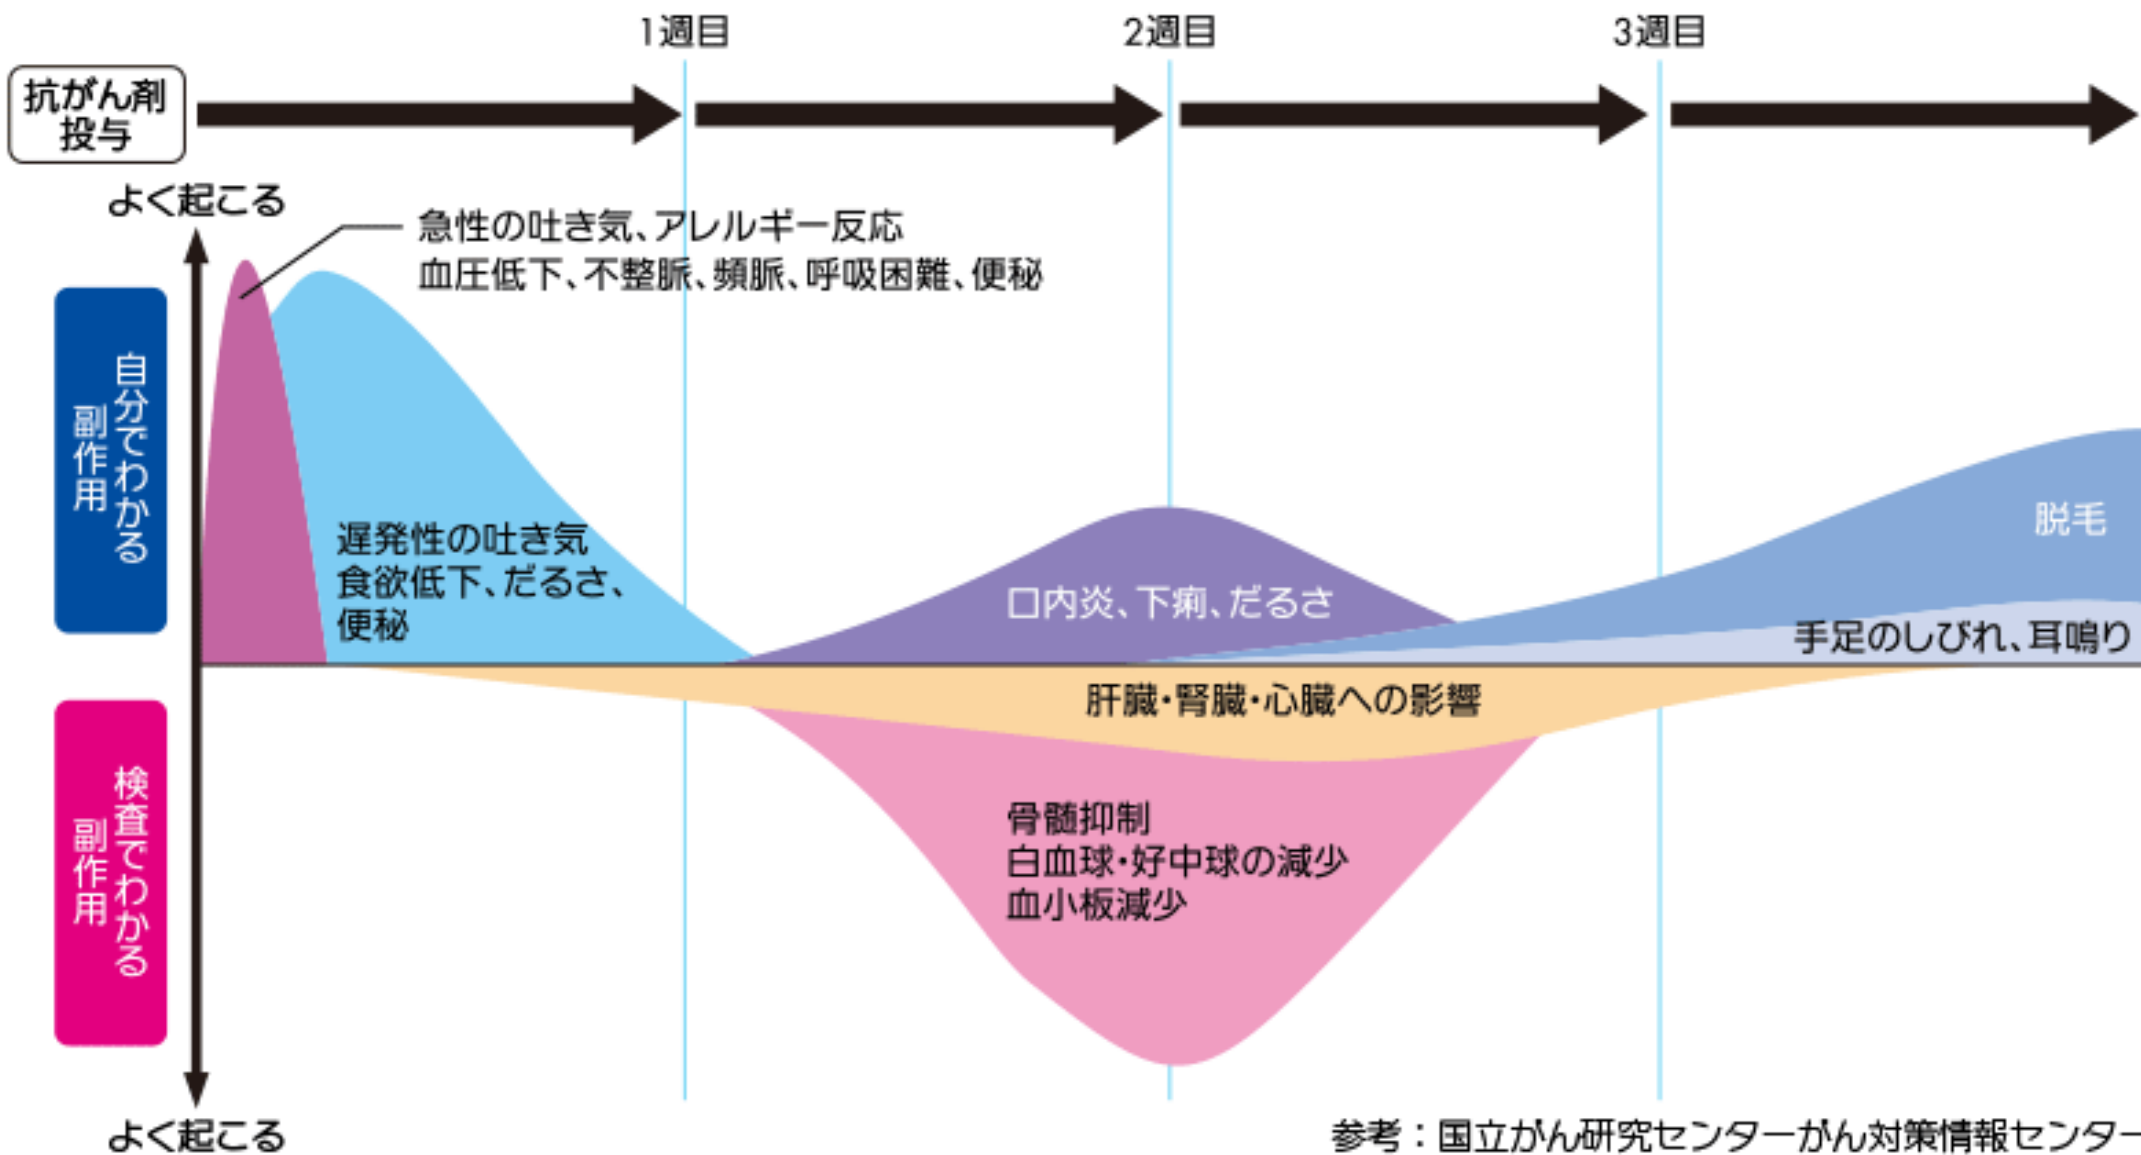 1週目
2週目
3週目
抗がん剤
投与
よく起こる
急性の吐き気、アレルギー反応
血圧低下、不整脈、頻脈、呼吸困難、便秘
自分でわかる
副作用
遅発性の吐き気
食欲低下、だるさ、
便秘
口内炎、下痢、だるさ
脱毛
手足のしびれ、耳鳴り
肝臓・腎臓・心臓への影響
検査でわかる
副作用
骨髄抑制
白血球・好中球の減少
血小板減少
よく起こる
参考：国立がん研究センターがん対策情報センター